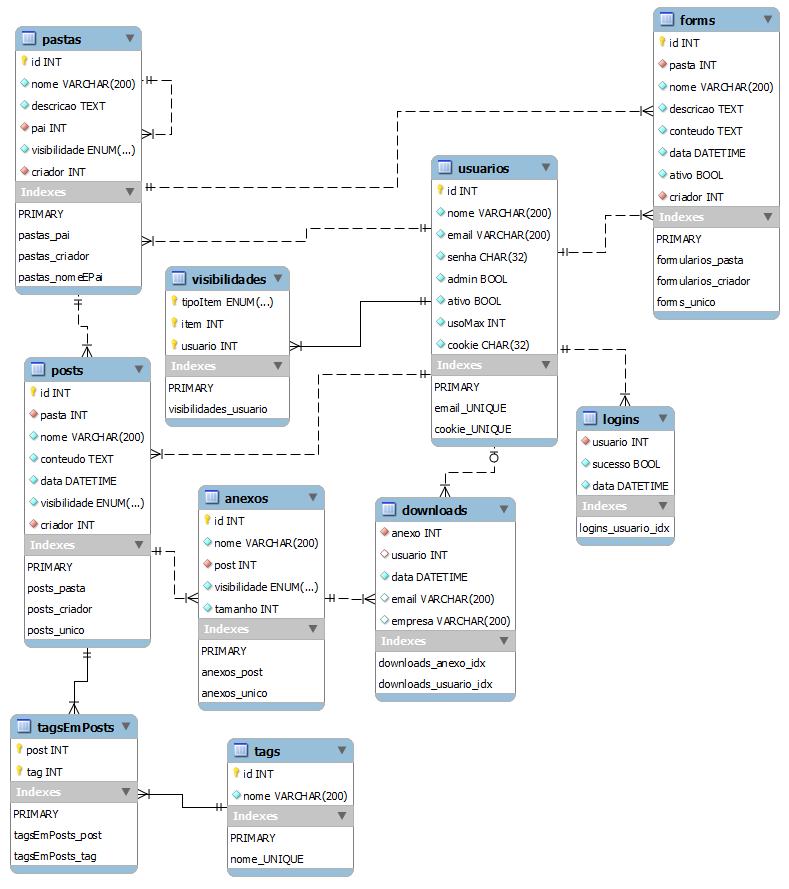 pastas
id INT
nome VARCHAR(200)
descricao TEXT
pai INT
visibilidade ENUM(...)
criador INT
Indexes
PRIMARY
pastas_pai
pastas_criador
pastas_nomeEPai
forms
id INT
pasta INT
nome VARCHAR(200)
descricao TEXT
conteudo TEXT
data DATETIME
ativo BOOL
criador INT
Indexes
PRIMARY
formularios_pasta
formularios_criador
forms_unico
usuarios
id INT
nome VARCHAR(200)
email VARCHAR(200)
senha CHAR(32)
admin BOOL
ativo BOOL
usoMax INT
cookie CHAR(32)
Indexes
PRIMARY
email_UNIQUE
cookie_UNIQUE
visibilidades
tipoItem ENUM(...)
item INT
usuario INT
Indexes
PRIMARY
visibilidades_usuario
posts
id INT
pasta INT
nome VARCHAR(200)
conteudo TEXT
data DATETIME
visibilidade ENUM(...)
criador INT
Indexes
PRIMARY
posts_pasta
posts_criador
posts_unico
logins
usuario INT
sucesso BOOL
data DATETIME
Indexes
logins_usuario_idx
anexos
id INT
nome VARCHAR(200)
post INT
visibilidade ENUM(...)
tamanho INT
Indexes
PRIMARY
anexos_post
anexos_unico
downloads
anexo INT
usuario INT
data DATETIME
email VARCHAR(200)
empresa VARCHAR(200)
Indexes
downloads_anexo_idx
downloads_usuario_idx
tagsEmPosts
post INT
tag INT
Indexes
PRIMARY
tagsEmPosts_post
tagsEmPosts_tag
tags
id INT
nome VARCHAR(200)
Indexes
PRIMARY
nome_UNIQUE